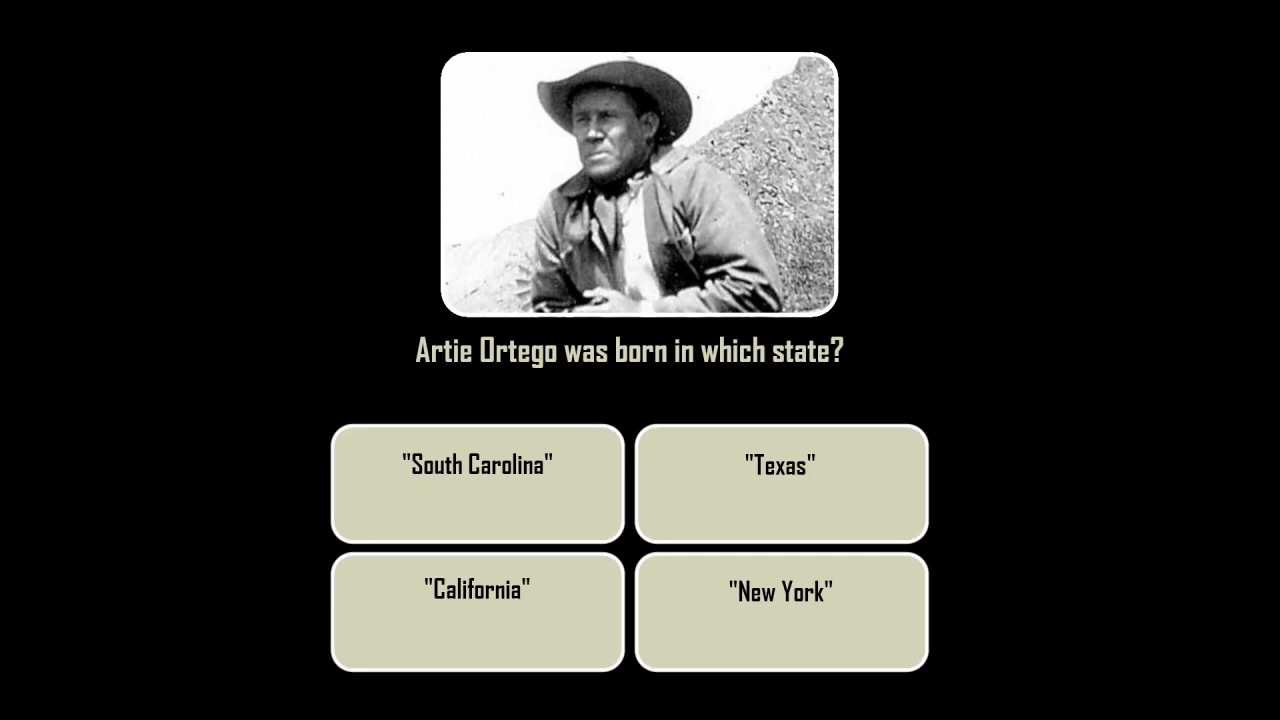 Artie Ortego was born in which state?
"South Carolina"
"Texas"
"California"
"New York"